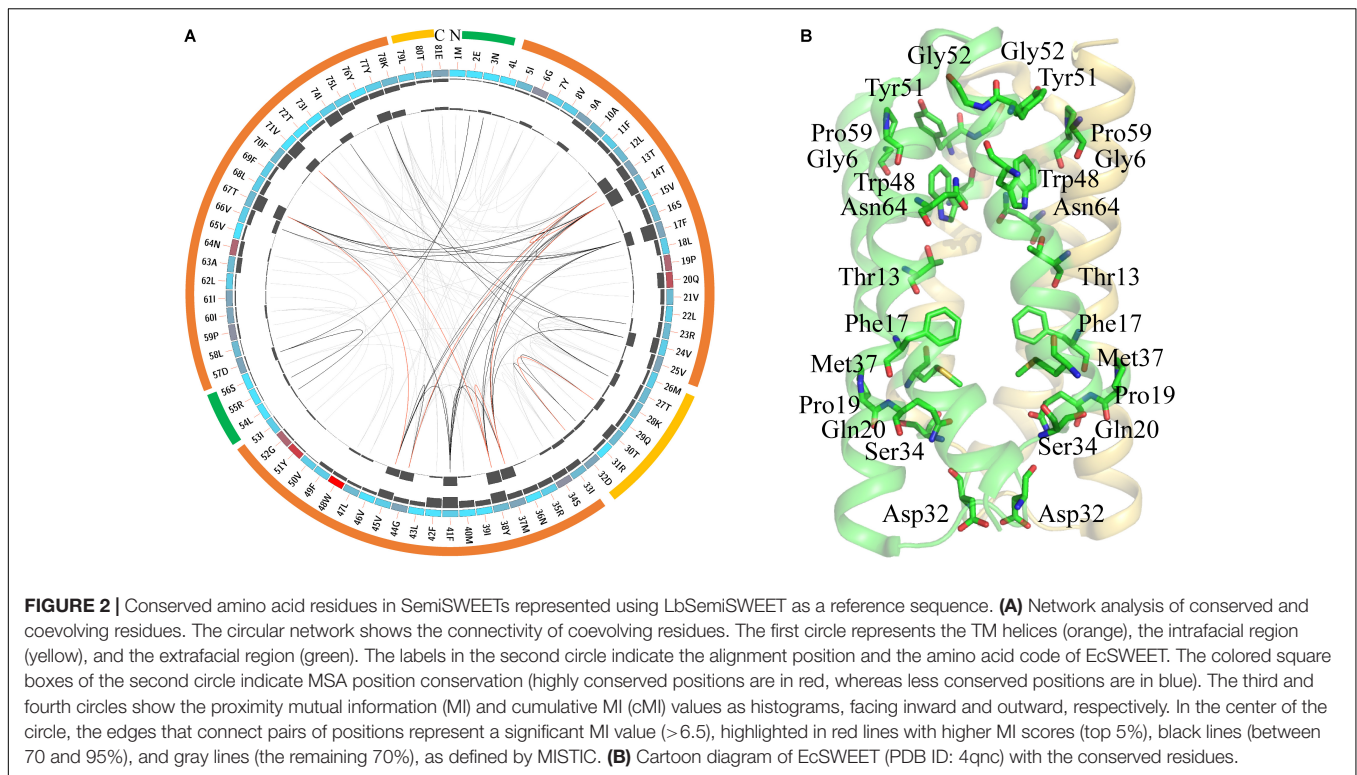 A
C N
1M
2E
3N
4L
5I
6G
7Y
8V
9A
10A
11F
12L
13T
14T
15V
16S
17F
18L
19P
20Q
21V
22L
23R
24V
25V
26M
27T
28K
29Q
30T
31R
32D
33I
34S
35R
36N
37M
38Y
39I
40M
41F
42F
43L
44G
45V
46V
47L
48W
49F
50V
51Y
52G
53I
54L
55R
56S
57D
58L
59P
60I
61I
62L
63A
64N
65V
66V
67T
68L
69F
70F
71V
72T
73I
74I
75L
76Y
77Y
78K
79L
80T
81E
B
Gly52
Gly52
Tyr51
Tyr51
Pro59
Pro59
Gly6
Gly6
Trp48
Trp48
Asn64
Asn64
Thr13
Thr13
Phe17
Phe17
Met37
Met37
Pro19
Pro19
Gln20
Gln20
Ser34
Ser34
Asp32
Asp32
FIGURE 2 | Conserved amino acid residues in SemiSWEETs represented using LbSemiSWEET as a reference sequence. (A) Network analysis of conserved and
coevolving residues. The circular network shows the connectivity of coevolving residues. The first circle represents the TM helices (orange), the intrafacial region
(yellow), and the extrafacial region (green). The labels in the second circle indicate the alignment position and the amino acid code of EcSWEET. The colored square
boxes of the second circle indicate MSA position conservation (highly conserved positions are in red, whereas less conserved positions are in blue). The third and
fourth circles show the proximity mutual information (MI) and cumulative MI (cMI) values as histograms, facing inward and outward, respectively. In the center of the
circle, the edges that connect pairs of positions represent a significant MI value (>6.5), highlighted in red lines with higher MI scores (top 5%), black lines (between
70 and 95%), and gray lines (the remaining 70%), as defined by MISTIC. (B) Cartoon diagram of EcSWEET (PDB ID: 4qnc) with the conserved residues.